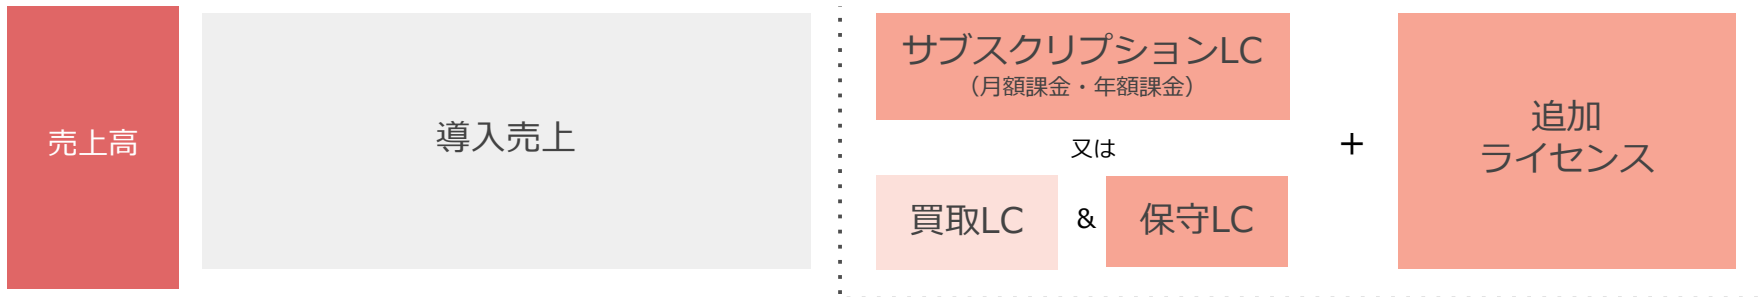 売上高
導入売上
サブスクリプションLC
（月額課金・年額課金）
又は
買取LC
&
保守LC
+
追加
ライセンス